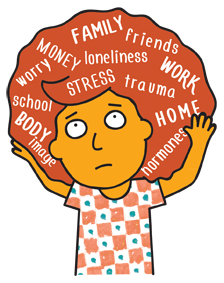 FAMILY
friends
MONEY
loneliness
WORK
worry
STRESS
trauma
school
HOME
BODY
image
hormones